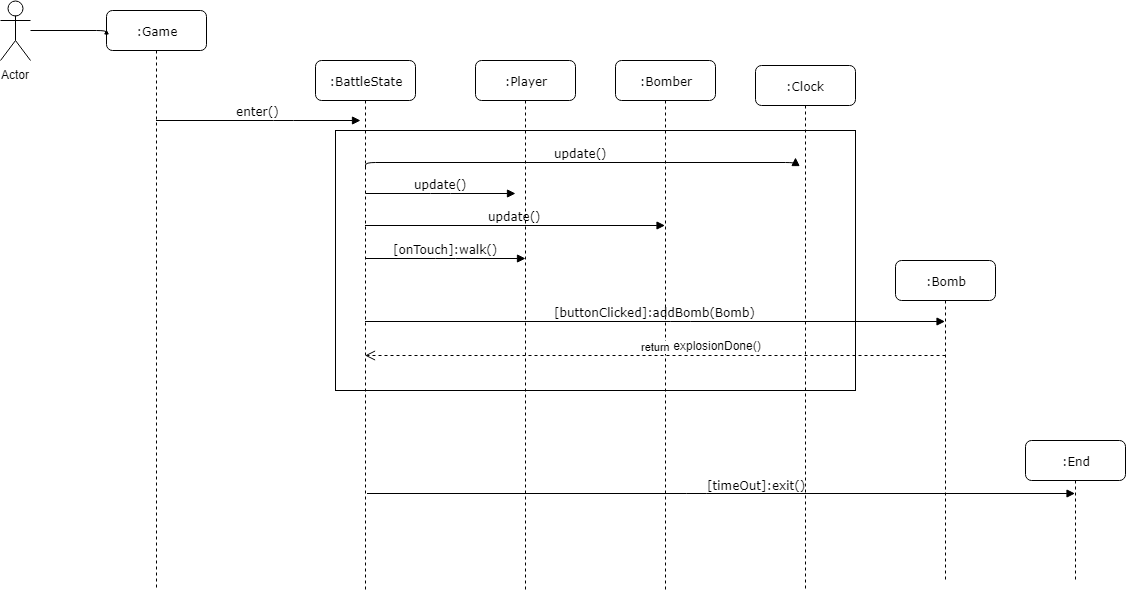 :Game
Actor
:BattleState
:Player
:Bomber
:Clock
enter()
update()
update()
update()
[onTouch]:walk()
:Bomb
[buttonClicked]:addBomb(Bomb)
return explosionDone()
:End
[timeOut]:exit()